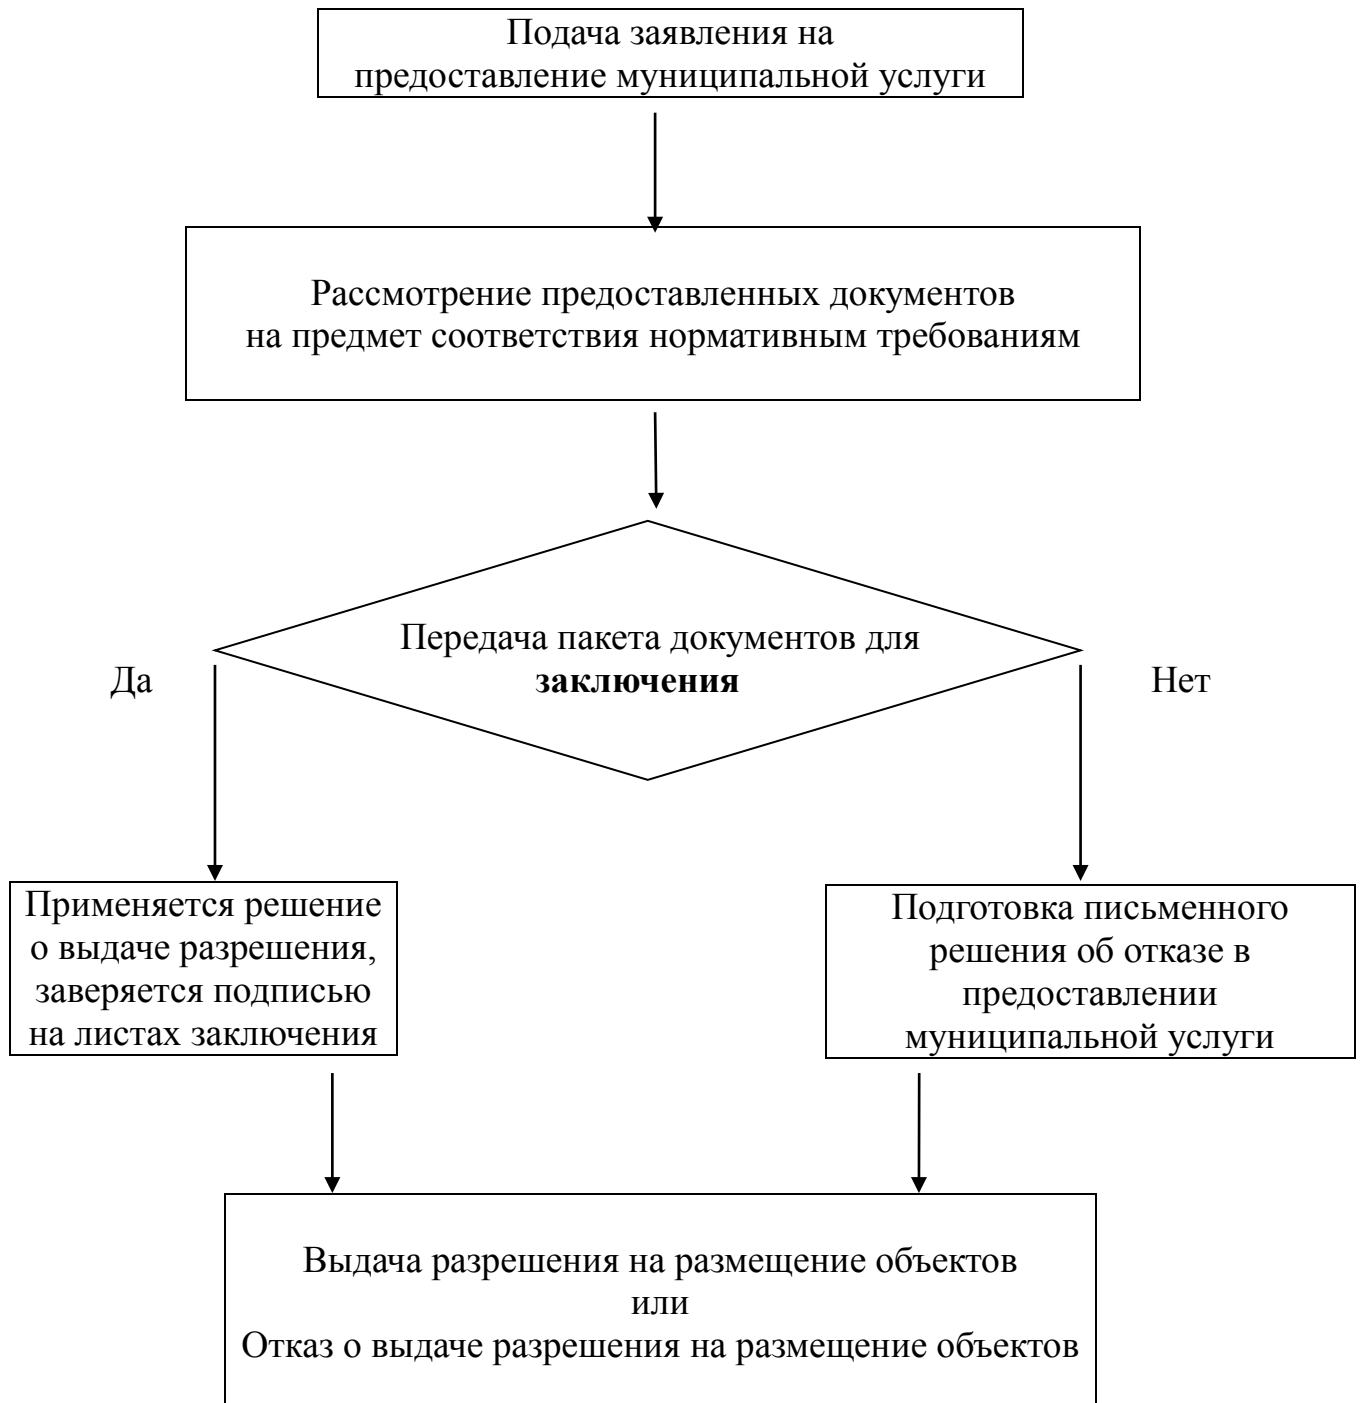 Подача заявления на
предоставление муниципальной услуги
Рассмотрение предоставленных документов
на предмет соответствия нормативным требованиям
Передача пакета документов для
заключения
Да
Нет
Применяется решение
о выдаче разрешения,
заверяется подписью
на листах заключения
Подготовка письменного
решения об отказе в
предоставлении
муниципальной услуги
Выдача разрешения на размещение объектов
или
Отказ о выдаче разрешения на размещение объектов